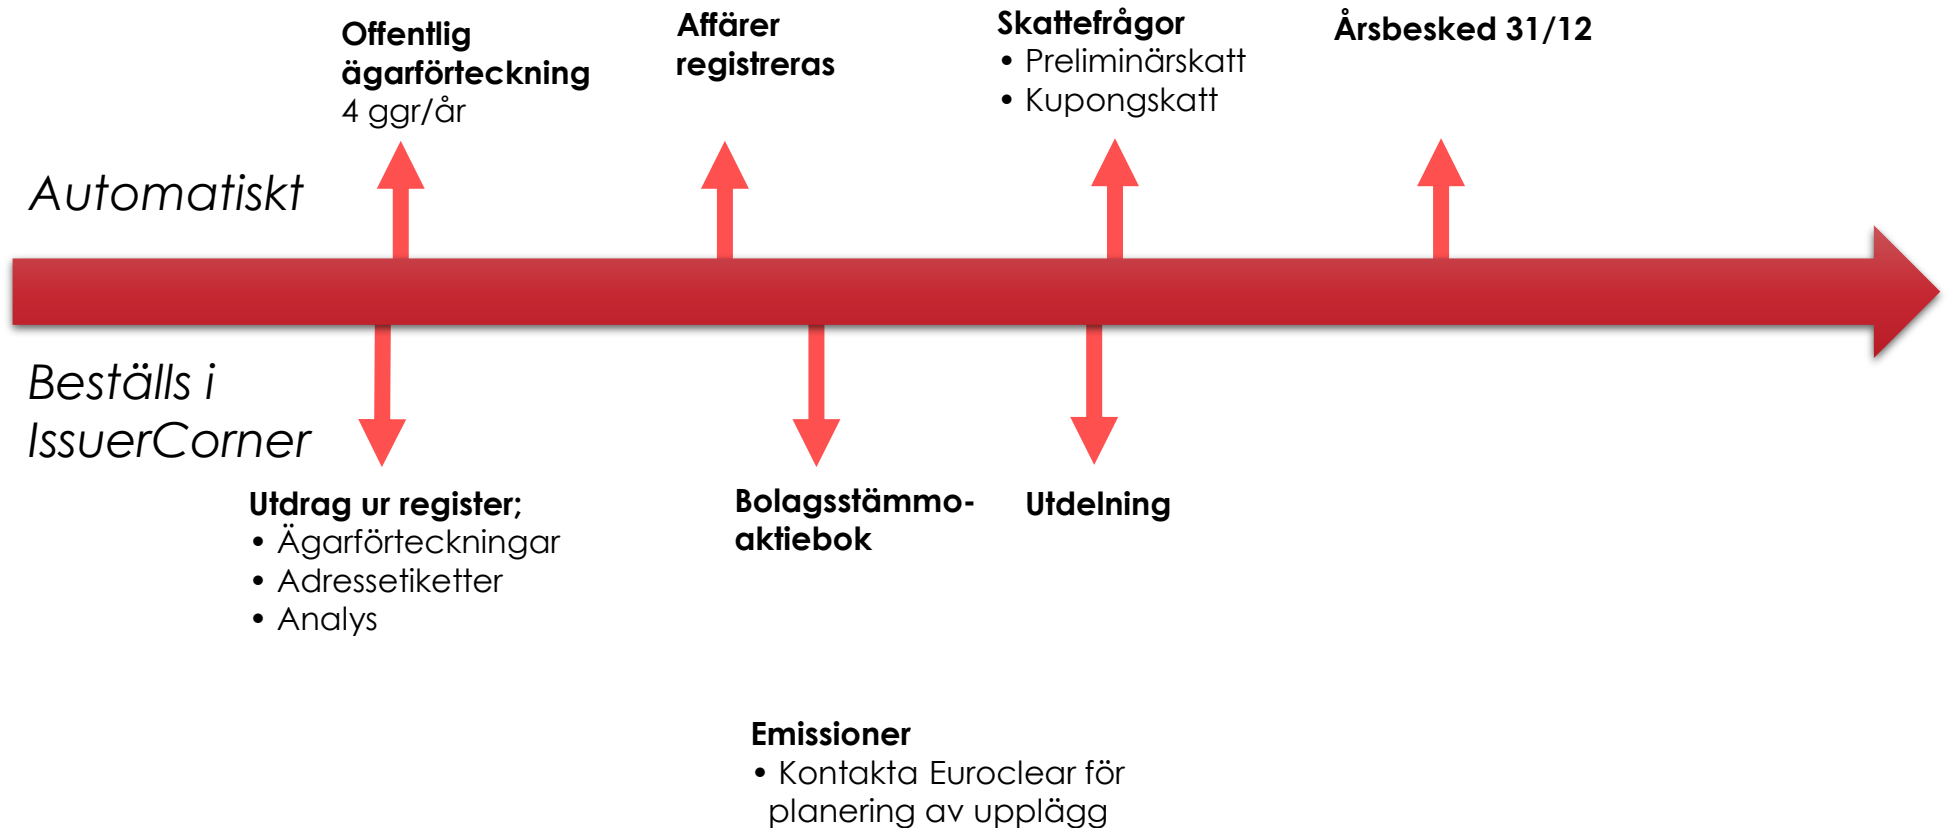 Offentlig
ägarförteckning
4 ggr/år
Affärer
registreras
Skattefrågor
• Preliminärskatt
• Kupongskatt
Årsbesked 31/12
Automatiskt
Beställs i
IssuerCorner
Utdrag ur register;
• Ägarförteckningar
• Adressetiketter
• Analys
Bolagsstämmo-
aktiebok
Utdelning
Emissioner
• Kontakta Euroclear för
planering av upplägg